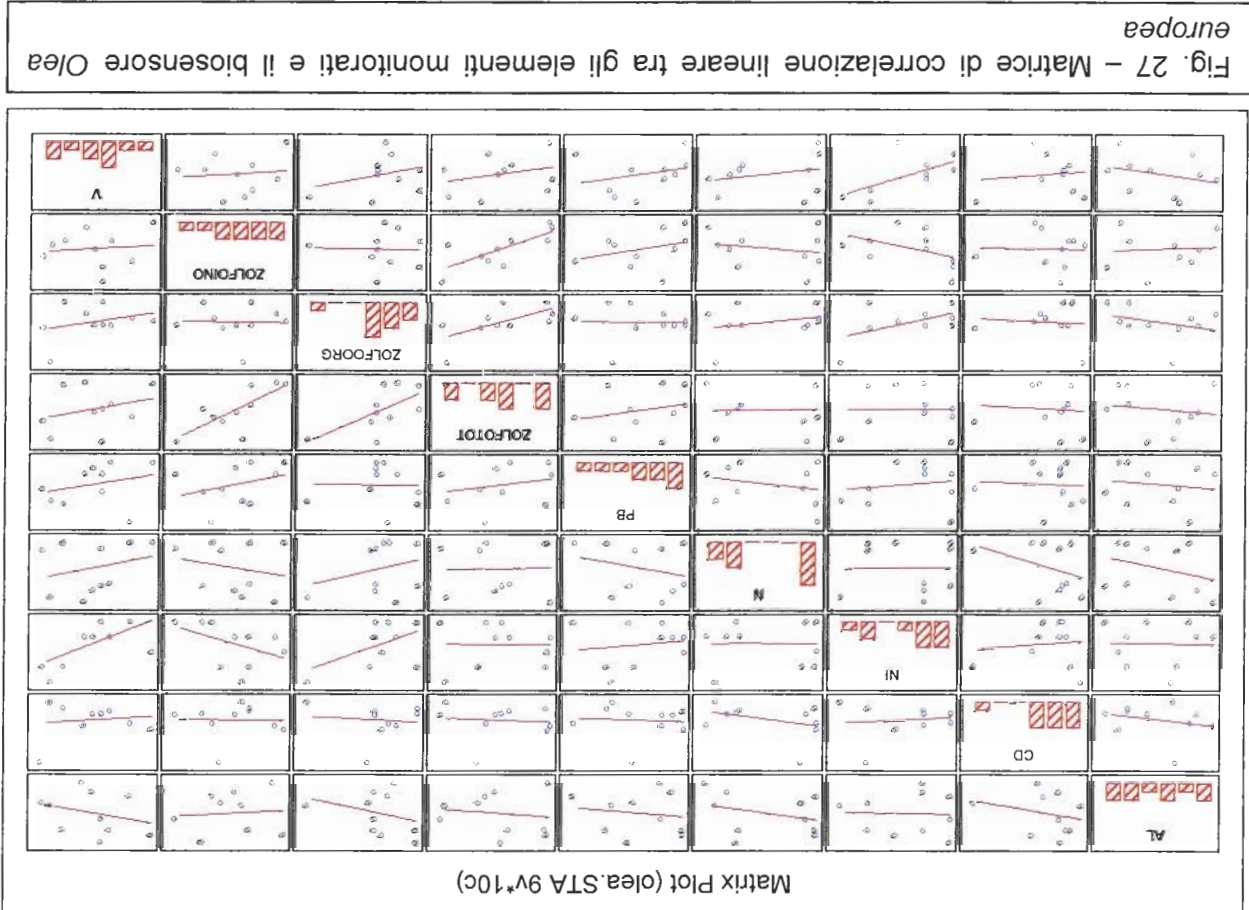 Matrix Plot (olea.STA 9v*10c)
AL
CD
NI
N
PB
ZOLFOTOT
ZOLFOORG
ZOLFOINO
V
Fig. 27 – Matrice di correlazione lineare tra gli elementi monitorati e il biosensore Olea
europea